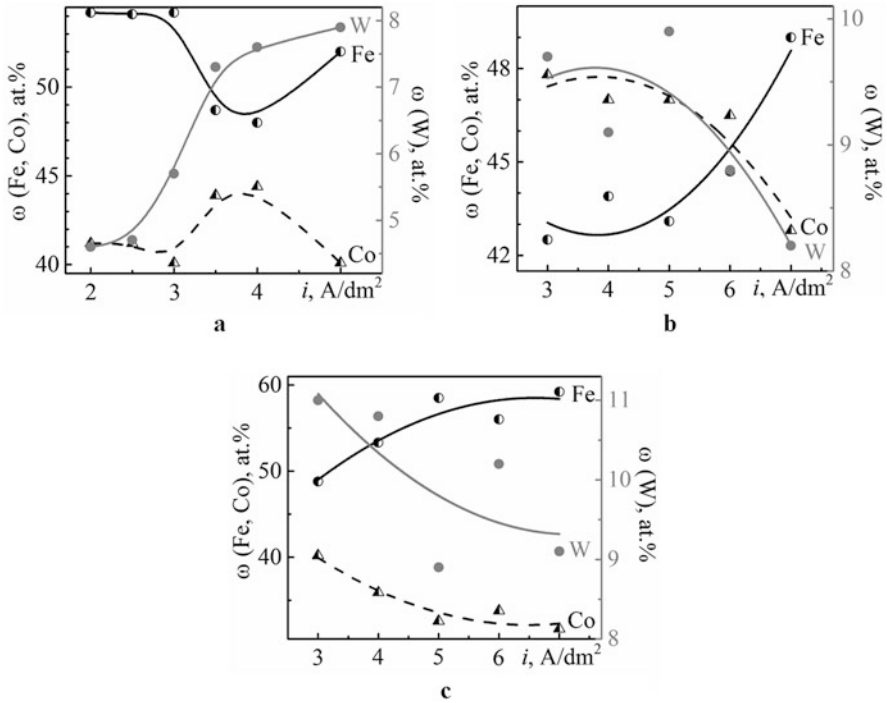 W
Fe
Co
ω (Fe, Co), at.%
ω (W), at.%
50
45
40
8
7
6
5
2 3 4 i, A/dm²
a
Fe
Co
W
ω (Fe, Co), at.%
ω (W), at.%
48
45
42
10
9
8
3 4 5 6 i, A/dm²
b
Fe
W
Co
ω (Fe, Co), at.%
ω (W), at.%
60
50
40
11
10
9
8
3 4 5 6 i, A/dm²
c